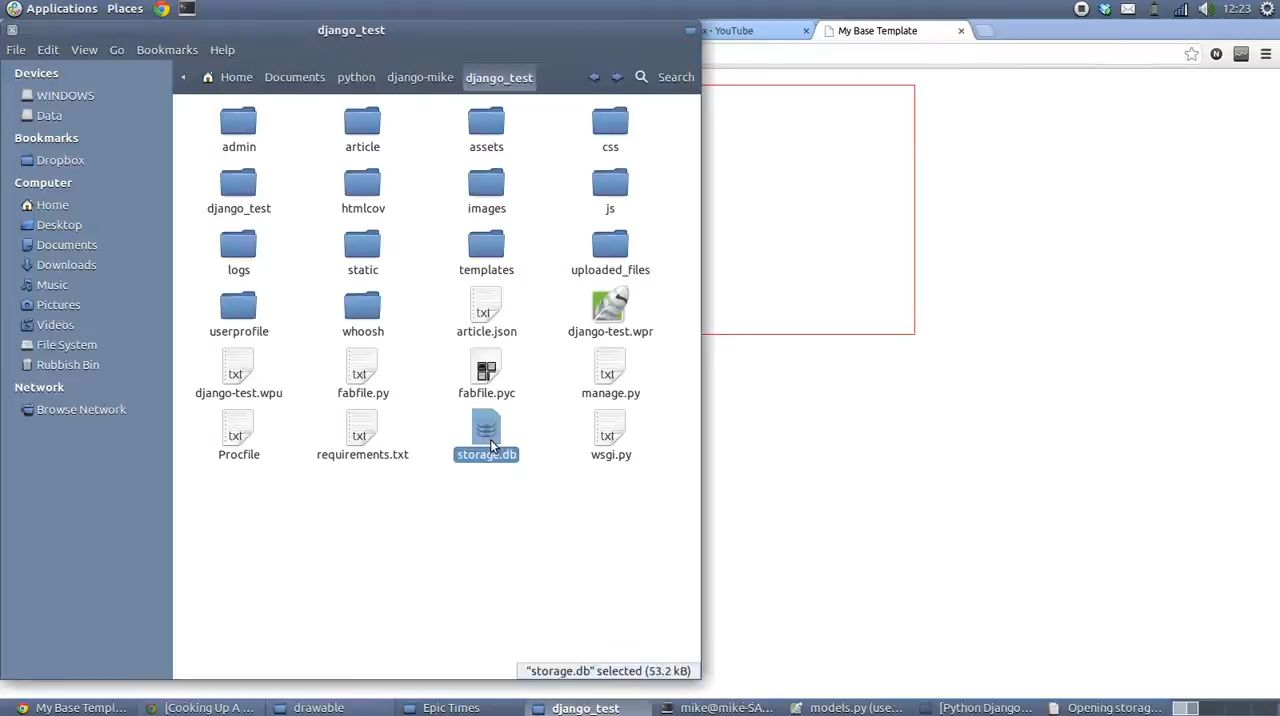 Applications Places 12:23
django_test
x - YouTube
My Base Template
File Edit View Go Bookmarks Help
Devices
WINDOWS
Data
Bookmarks
Dropbox
Computer
Home
Desktop
Documents
Downloads
Music
Pictures
Videos
File System
Rubbish Bin
Network
Browse Network
Home Documents python django-mike django_test Search
admin article assets css
django_test htmlcov images js
logs static templates uploaded_files
userprofile whoosh article.json django-test.wpr
django-test.wpu fabfile.py fabfile.pyc manage.py
Procfile requirements.txt storage.db wsgi.py
"storage.db" selected (53.2 kB)
My Base Templ... [Cooking Up A ... drawable Epic Times django_test mike@mike-SA... models.py (use... [Python Django... Opening storag...